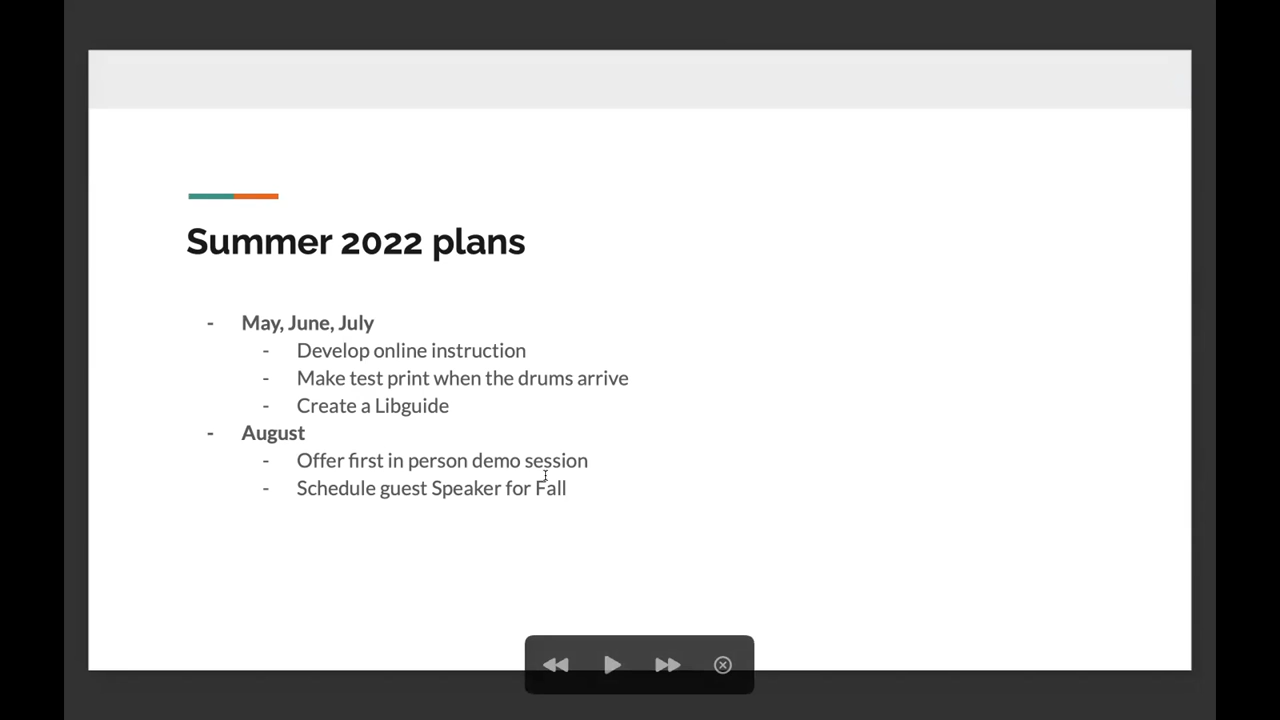 Summer 2022 plans
- May, June, July
- Develop online instruction
- Make test print when the drums arrive
- Create a Libguide
- August
- Offer first in person demo session
- Schedule guest Speaker for Fall